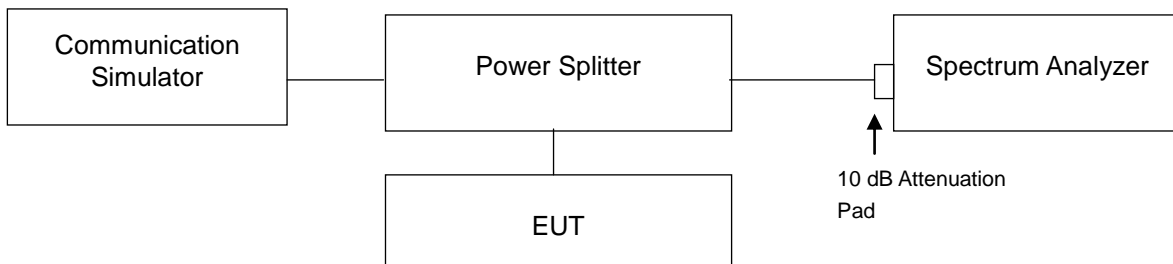 Communication
Simulator
Power Splitter
Spectrum Analyzer
10 dB Attenuation
Pad
EUT